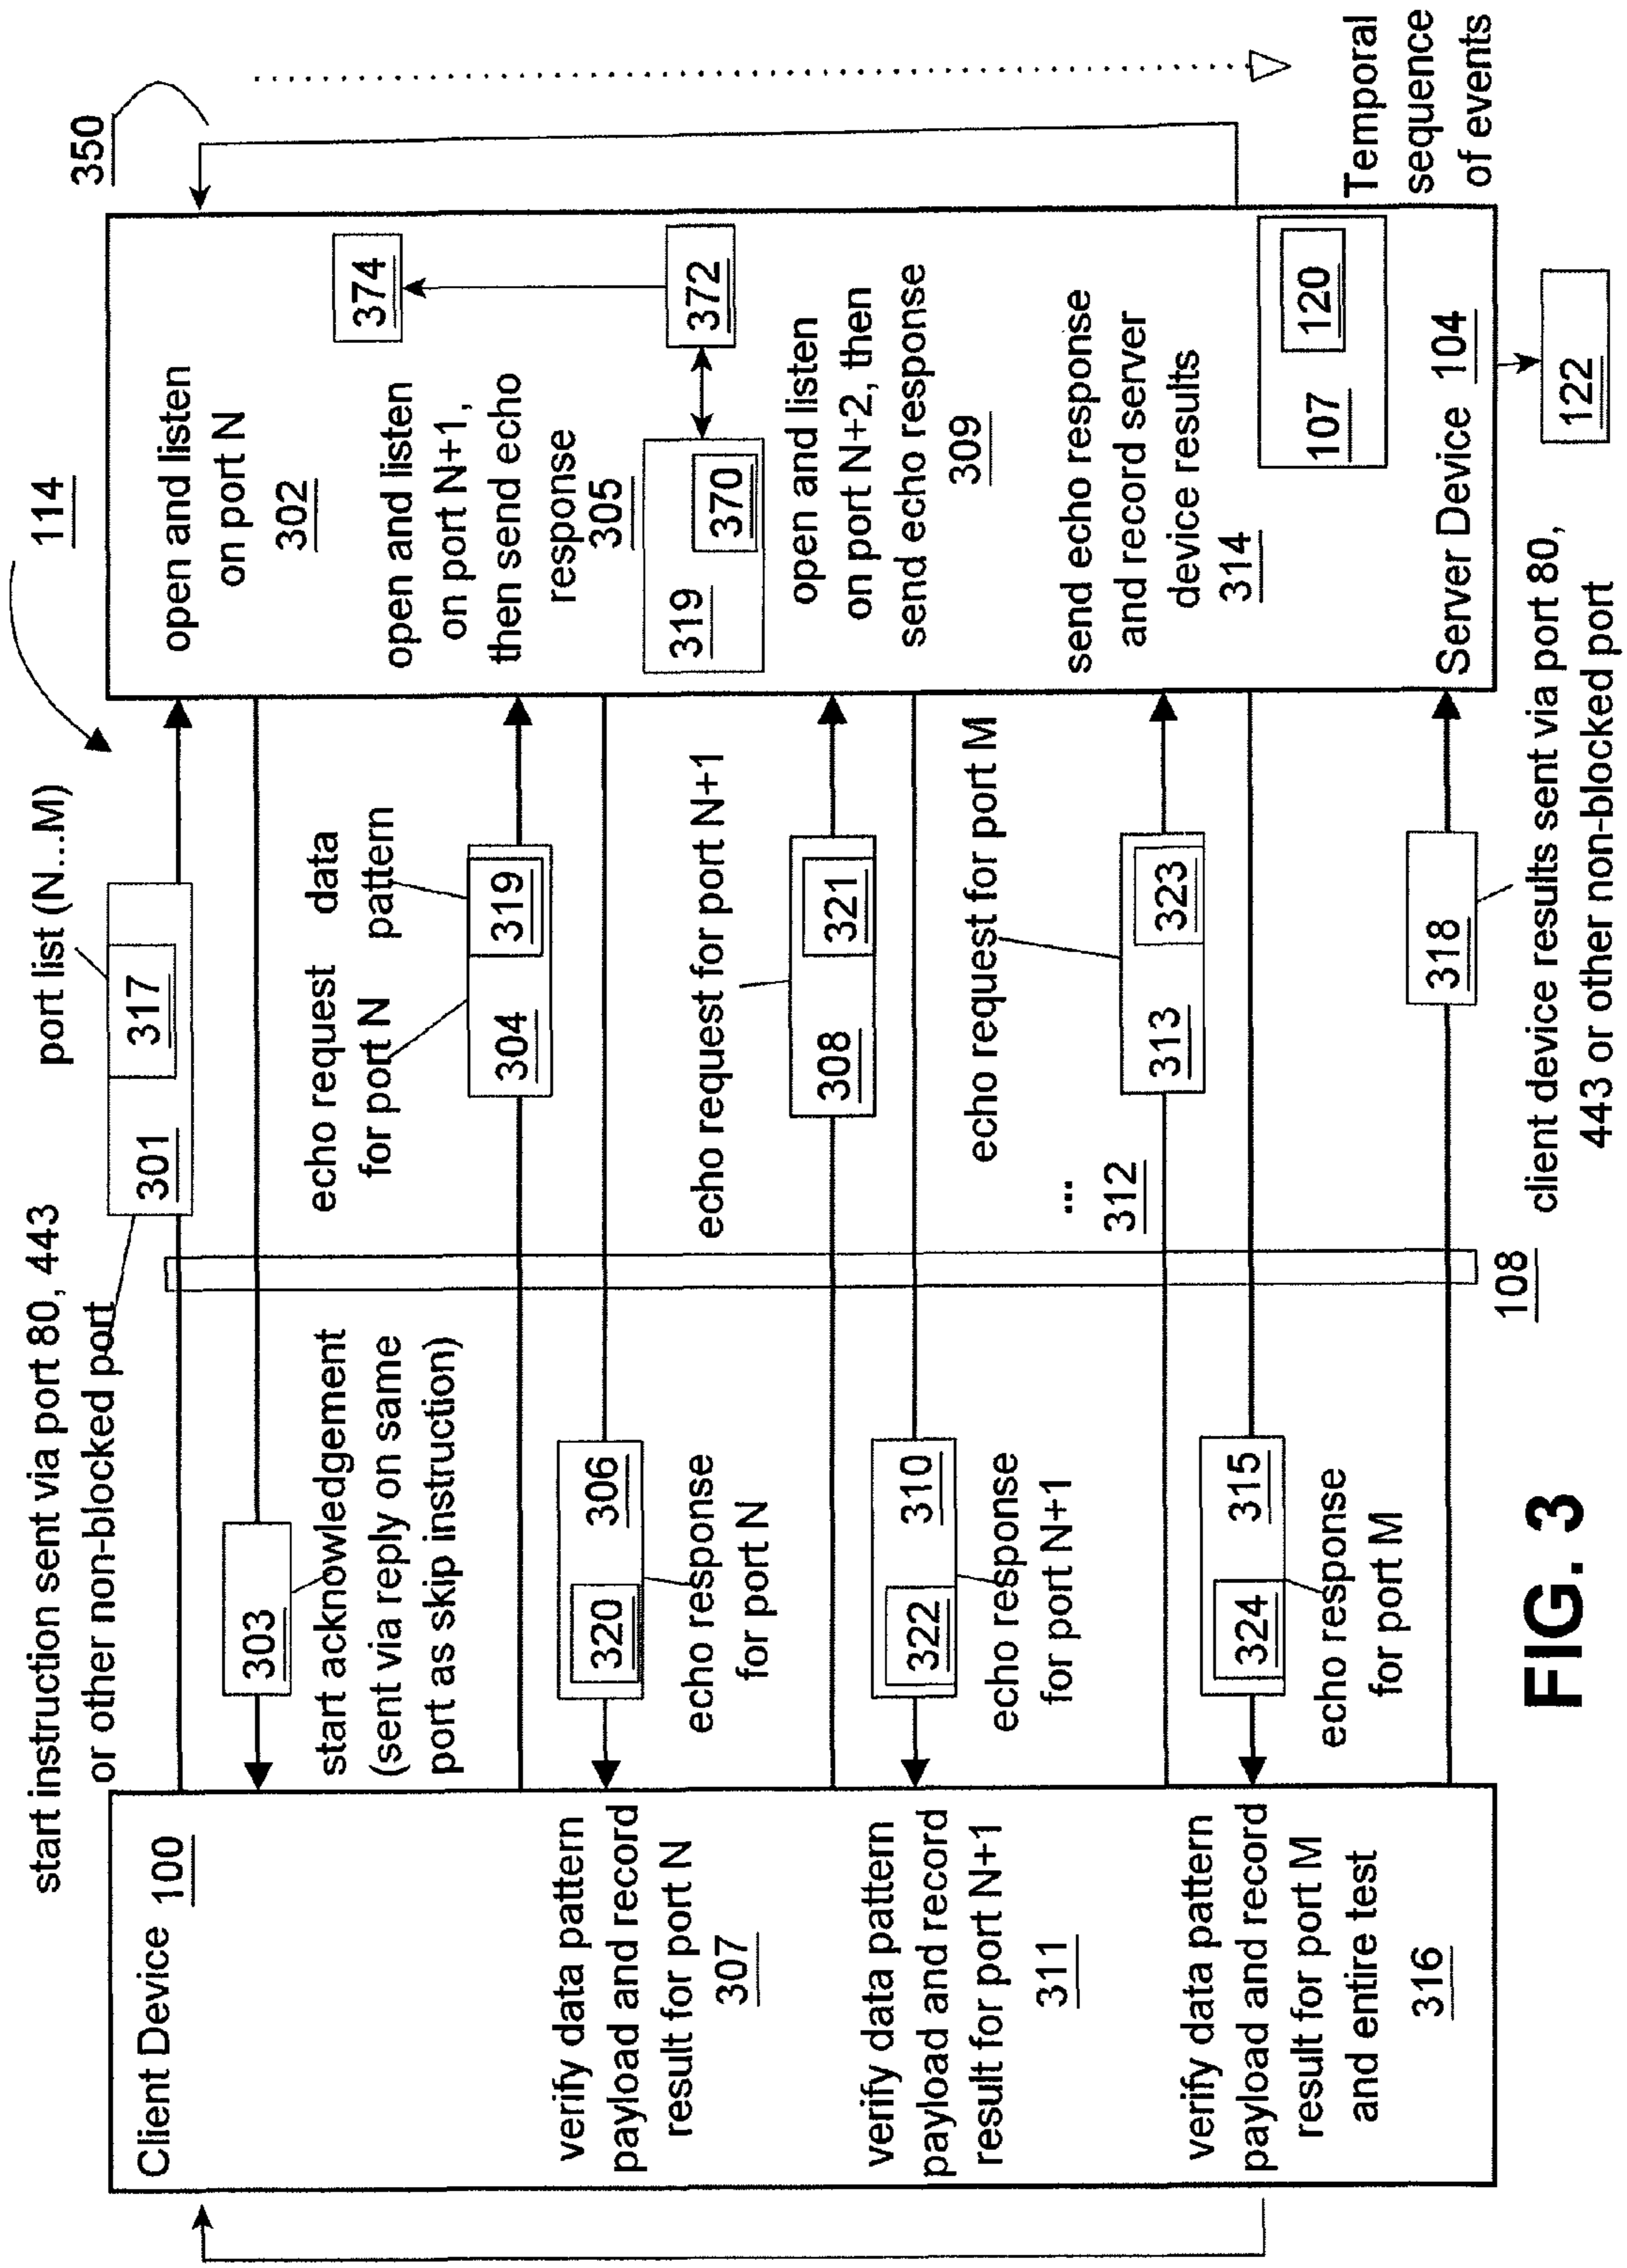 114
350
start instruction sent via port 80, 443
or other non-blocked port
port list (N...M)
301
317
Client Device 100
open and listen
on port N
302
303
start acknowledgement
(sent via reply on same
port as skip instruction)
echo request
for port N
data
pattern
304
319
open and listen
on port N+1,
then send echo
response
305
374
372
319
370
verify data pattern
payload and record
result for port N
307
320
306
echo response
for port N
echo request for port N+1
308
321
open and listen
on port N+2, then
send echo response
309
verify data pattern
payload and record
result for port N+1
311
322
310
echo response
for port N+1
...
312
echo request for port M
313
323
send echo response
and record server
device results
314
verify data pattern
payload and record
result for port M
and entire test
316
324
315
echo response
for port M
107
120
318
Server Device 104
122
108
client device results sent via port 80,
443 or other non-blocked port
Temporal
sequence
of events
FIG. 3